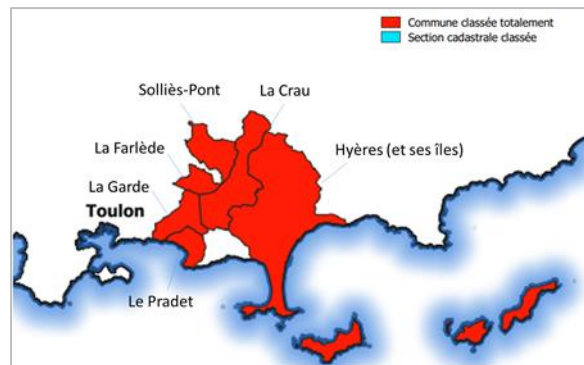 Commune classée totalement
Section cadastrale classée
Solliès-Pont
La Crau
La Farlède
Hyères (et ses îles)
La Garde
Toulon
Le Pradet